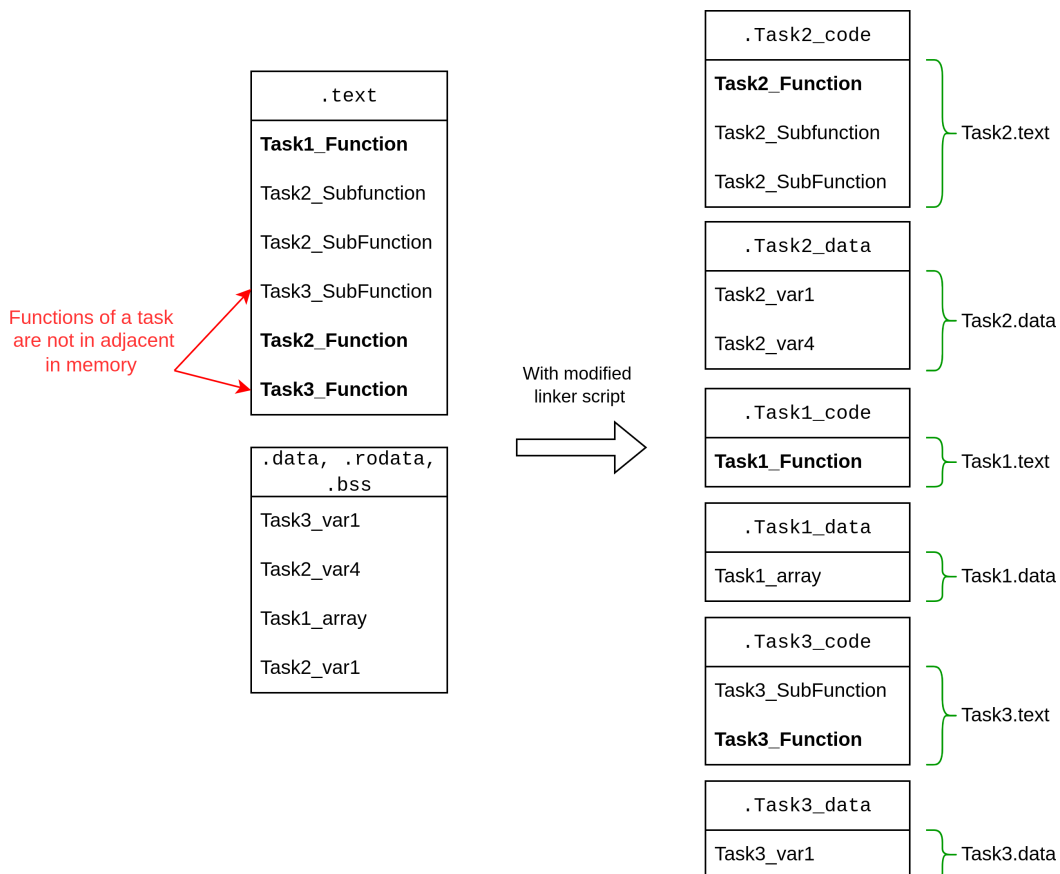 .text
Task1_Function
Task2_Subfunction
Task2_SubFunction
Task3_SubFunction
Task2_Function
Task3_Function
Functions of a task
are not in adjacent
in memory
.data, .rodata,
.bss
Task3_var1
Task2_var4
Task1_array
Task2_var1
With modified
linker script
.Task2_code
Task2_Function
Task2_Subfunction
Task2_SubFunction
Task2.text
.Task2_data
Task2_var1
Task2_var4
Task2.data
.Task1_code
Task1_Function
Task1.text
.Task1_data
Task1_array
Task1.data
.Task3_code
Task3_SubFunction
Task3_Function
Task3.text
.Task3_data
Task3_var1
Task3.data